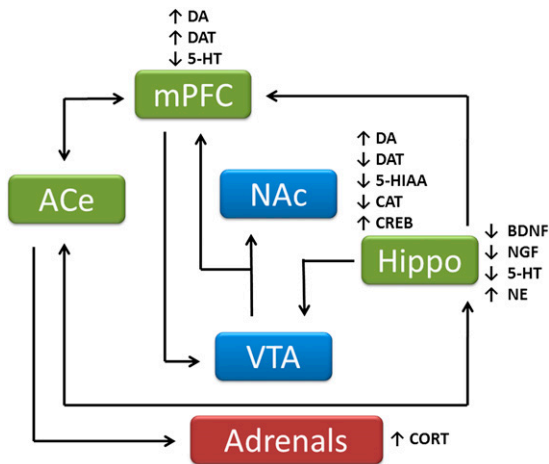 ↑ DA
↑ DAT
↓ 5-HT
mPFC
ACe
NAc
↑ DA
↓ DAT
↓ 5-HIAA
↓ CAT
↑ CREB
Hippo
↓ BDNF
↓ NGF
↓ 5-HT
↑ NE
VTA
Adrenals
↑ CORT